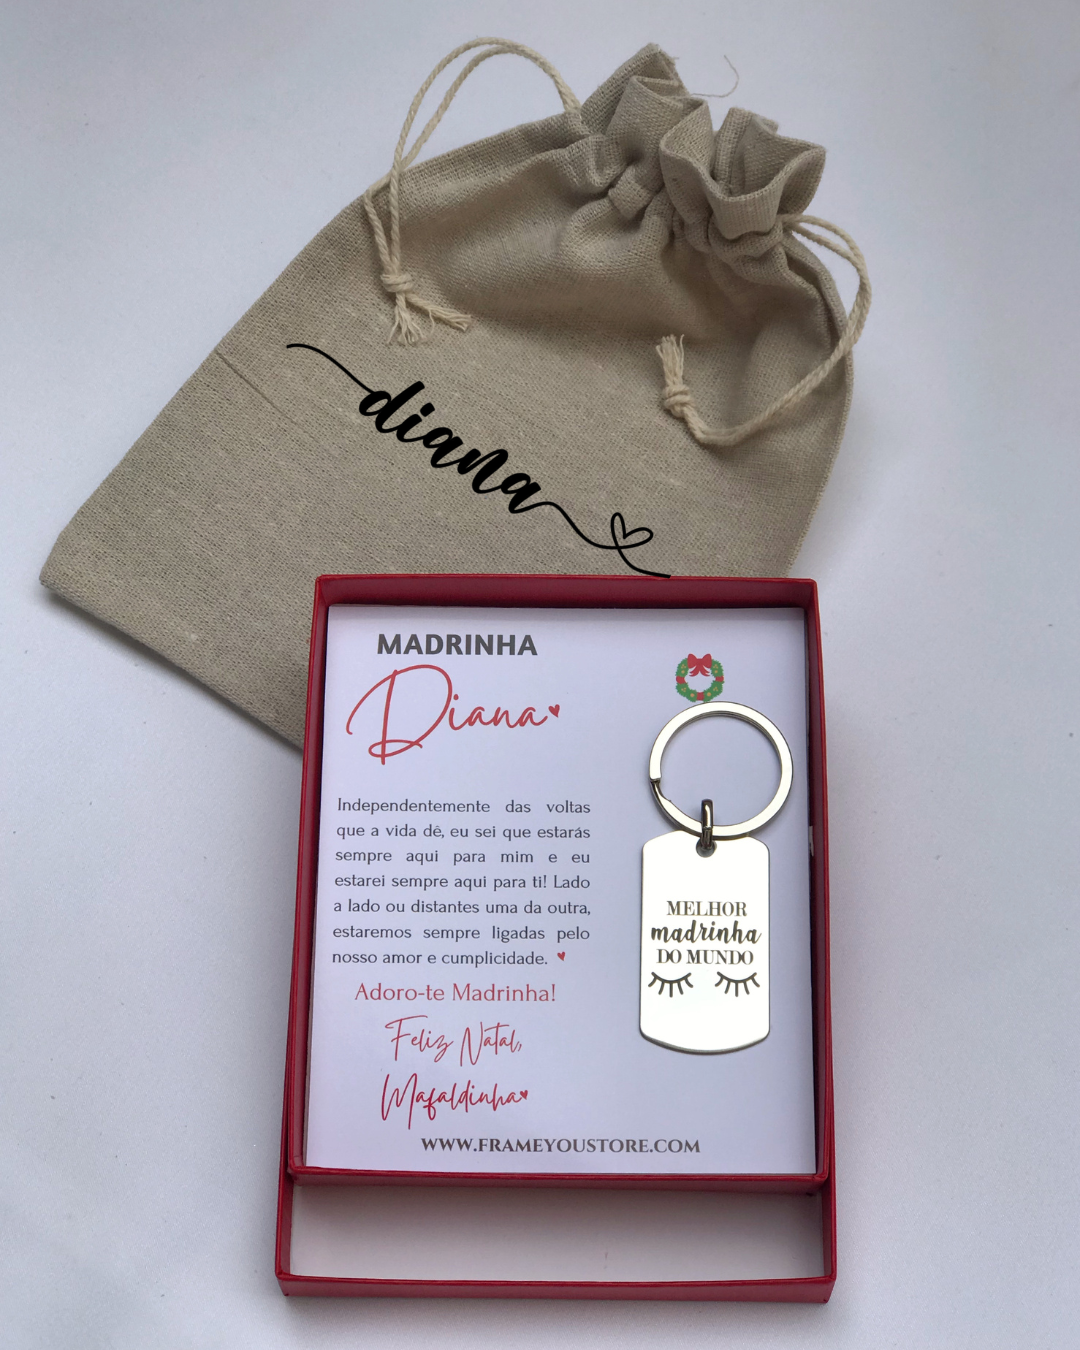 diana
MADRINHA
Diana
Independentemente das voltas
que a vida dê, eu sei que estarás
sempre aqui para mim e eu
estarei sempre aqui para ti! Lado
a lado ou distantes uma da outra,
estaremos sempre ligadas pelo
nosso amor e cumplicidade.
Adoro-te Madrinha!
Feliz Natal,
Mafaldinha
WWW.FRAMEYOUSTORE.COM
MELHOR
madrinha
DO MUNDO